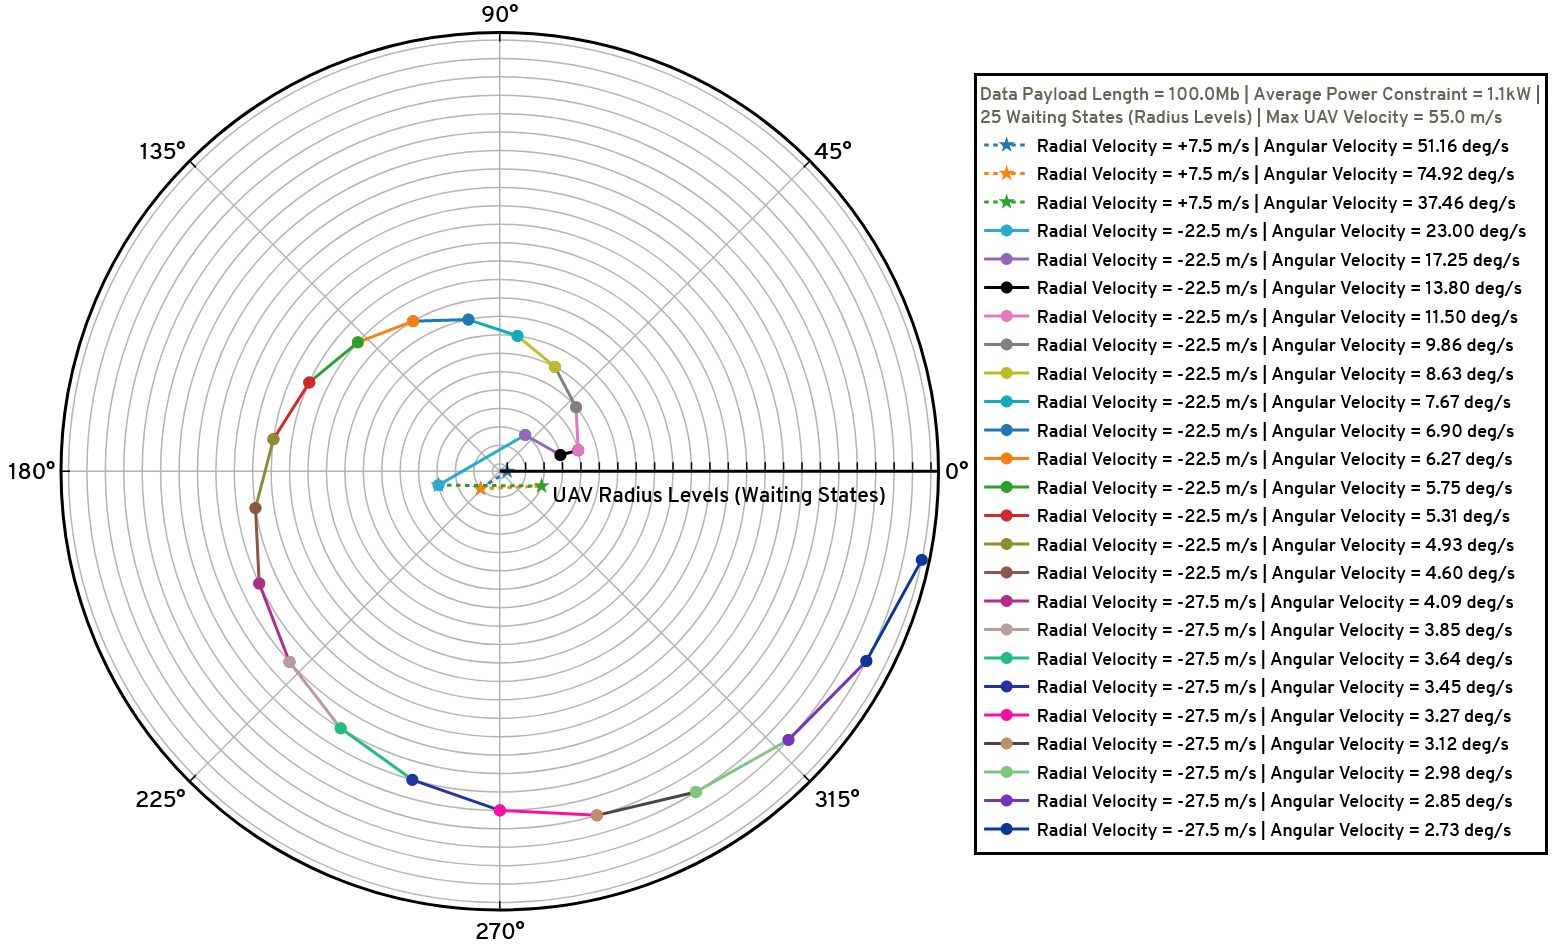 90°
135°
45°
180°
0°
UAV Radius Levels (Waiting States)
225°
315°
270°
Data Payload Length = 100.0Mb | Average Power Constraint = 1.1kW |
25 Waiting States (Radius Levels) | Max UAV Velocity = 55.0 m/s
Radial Velocity = +7.5 m/s | Angular Velocity = 51.16 deg/s
Radial Velocity = +7.5 m/s | Angular Velocity = 74.92 deg/s
Radial Velocity = +7.5 m/s | Angular Velocity = 37.46 deg/s
Radial Velocity = -22.5 m/s | Angular Velocity = 23.00 deg/s
Radial Velocity = -22.5 m/s | Angular Velocity = 17.25 deg/s
Radial Velocity = -22.5 m/s | Angular Velocity = 13.80 deg/s
Radial Velocity = -22.5 m/s | Angular Velocity = 11.50 deg/s
Radial Velocity = -22.5 m/s | Angular Velocity = 9.86 deg/s
Radial Velocity = -22.5 m/s | Angular Velocity = 8.63 deg/s
Radial Velocity = -22.5 m/s | Angular Velocity = 7.67 deg/s
Radial Velocity = -22.5 m/s | Angular Velocity = 6.90 deg/s
Radial Velocity = -22.5 m/s | Angular Velocity = 6.27 deg/s
Radial Velocity = -22.5 m/s | Angular Velocity = 5.75 deg/s
Radial Velocity = -22.5 m/s | Angular Velocity = 5.31 deg/s
Radial Velocity = -22.5 m/s | Angular Velocity = 4.93 deg/s
Radial Velocity = -22.5 m/s | Angular Velocity = 4.60 deg/s
Radial Velocity = -27.5 m/s | Angular Velocity = 4.09 deg/s
Radial Velocity = -27.5 m/s | Angular Velocity = 3.85 deg/s
Radial Velocity = -27.5 m/s | Angular Velocity = 3.64 deg/s
Radial Velocity = -27.5 m/s | Angular Velocity = 3.45 deg/s
Radial Velocity = -27.5 m/s | Angular Velocity = 3.27 deg/s
Radial Velocity = -27.5 m/s | Angular Velocity = 3.12 deg/s
Radial Velocity = -27.5 m/s | Angular Velocity = 2.98 deg/s
Radial Velocity = -27.5 m/s | Angular Velocity = 2.85 deg/s
Radial Velocity = -27.5 m/s | Angular Velocity = 2.73 deg/s